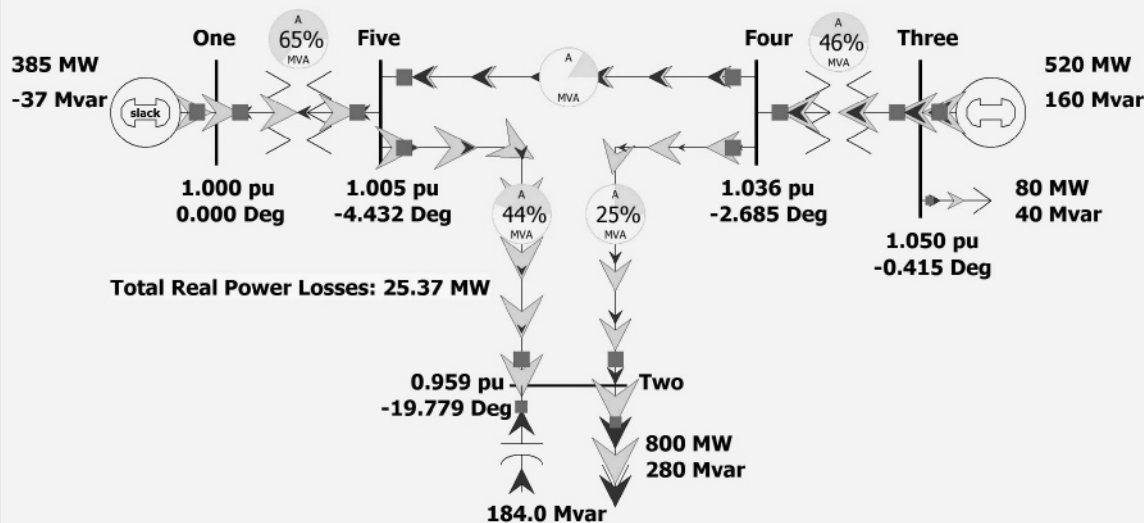 One
A
65%
MVA
Five
Four
A
46%
MVA
Three
385 MW
-37 Mvar
slack
A
MVA
520 MW
160 Mvar
1.000 pu
0.000 Deg
1.005 pu
-4.432 Deg
1.036 pu
-2.685 Deg
80 MW
40 Mvar
A
44%
MVA
A
25%
MVA
1.050 pu
-0.415 Deg
Total Real Power Losses: 25.37 MW
0.959 pu
-19.779 Deg
Two
800 MW
280 Mvar
184.0 Mvar